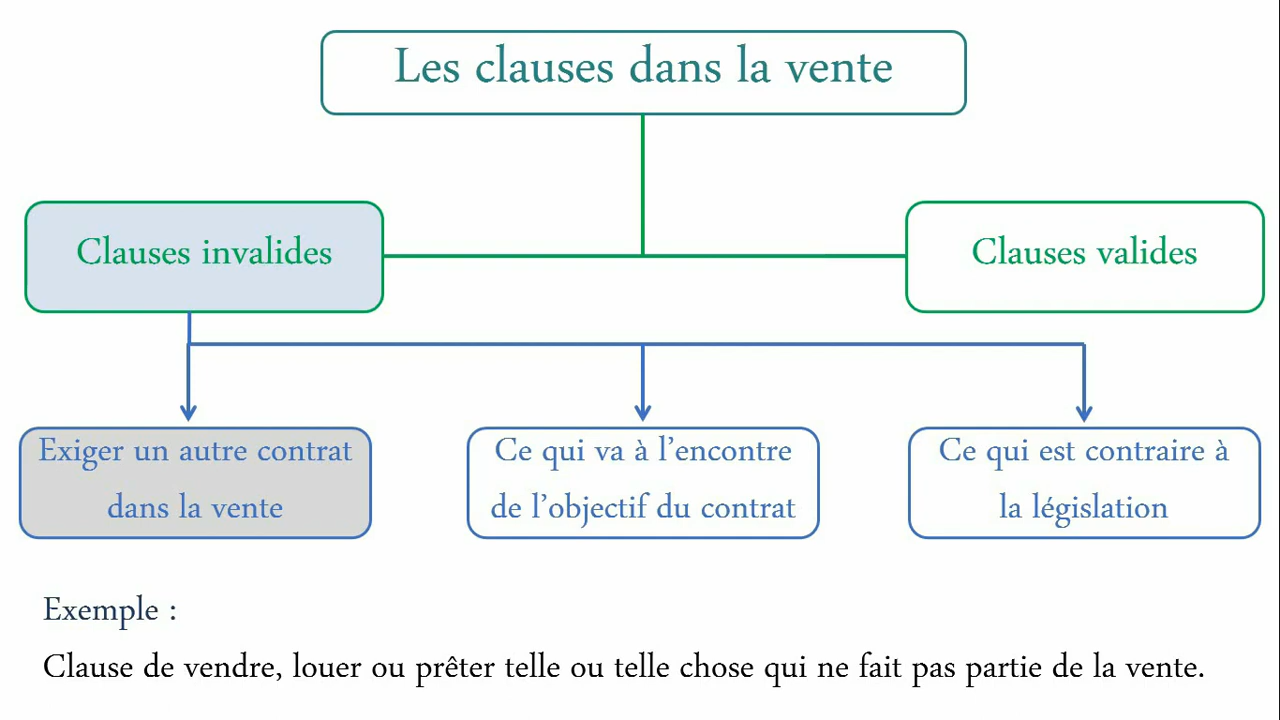 Les clauses dans la vente
Clauses invalides
Clauses valides
Exiger un autre contrat
dans la vente
Ce qui va à l’encontre
de l’objectif du contrat
Ce qui est contraire à
la législation
Exemple :
Clause de vendre, louer ou prêter telle ou telle chose qui ne fait pas partie de la vente.